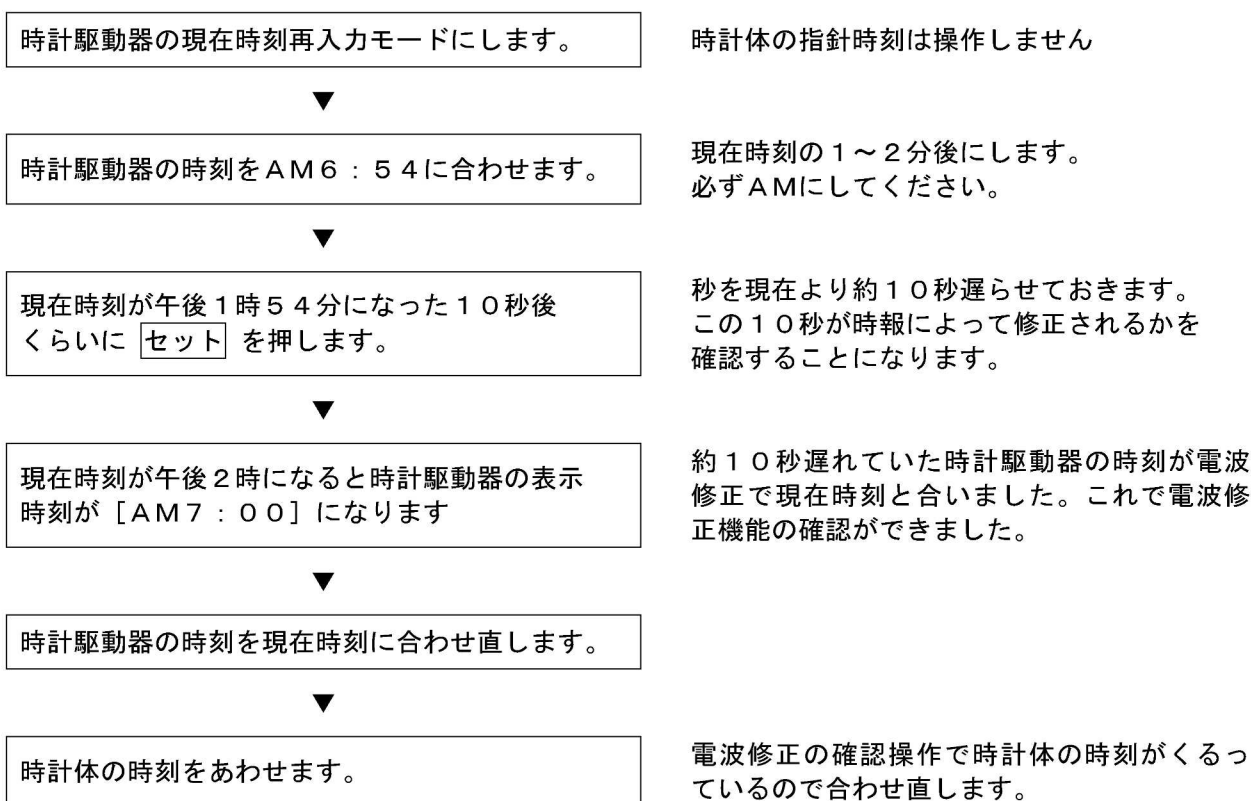 時計駆動器の現在時刻再入力モードにします。
時計体の指針時刻は操作しません
▼
時計駆動器の時刻をAM6：54に合わせます。
現在時刻の1～2分後にします。
必ずAMにしてください。
▼
現在時刻が午後1時54分になった10秒後
くらいに セット を押します。
秒を現在より約10秒遅らせておきます。
この10秒が時報によって修正されるかを
確認することになります。
▼
現在時刻が午後2時になると時計駆動器の表示
時刻が［AM7：00］になります
約10秒遅れていた時計駆動器の時刻が電波
修正で現在時刻と合いました。これで電波修
正機能の確認ができました。
▼
時計駆動器の時刻を現在時刻に合わせ直します。
▼
時計体の時刻をあわせます。
電波修正の確認操作で時計体の時刻がくるっ
ているので合わせ直します。